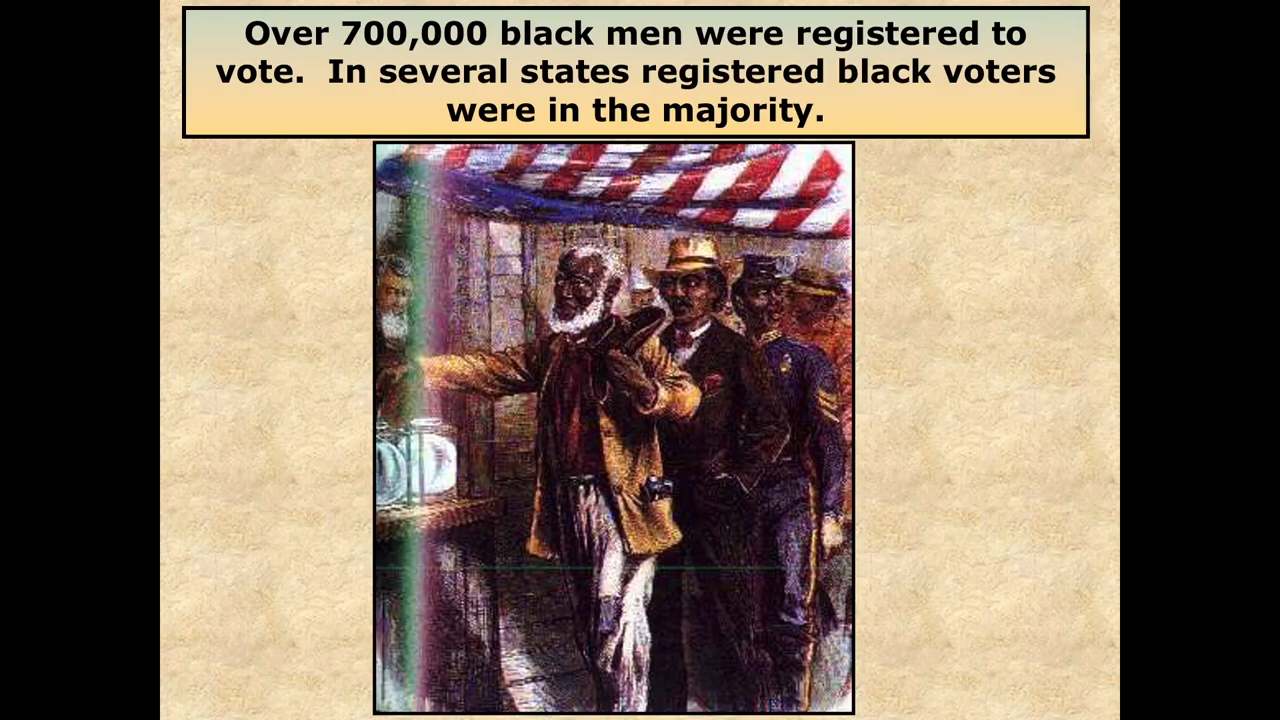 Over 700,000 black men were registered to
vote.  In several states registered black voters
were in the majority.